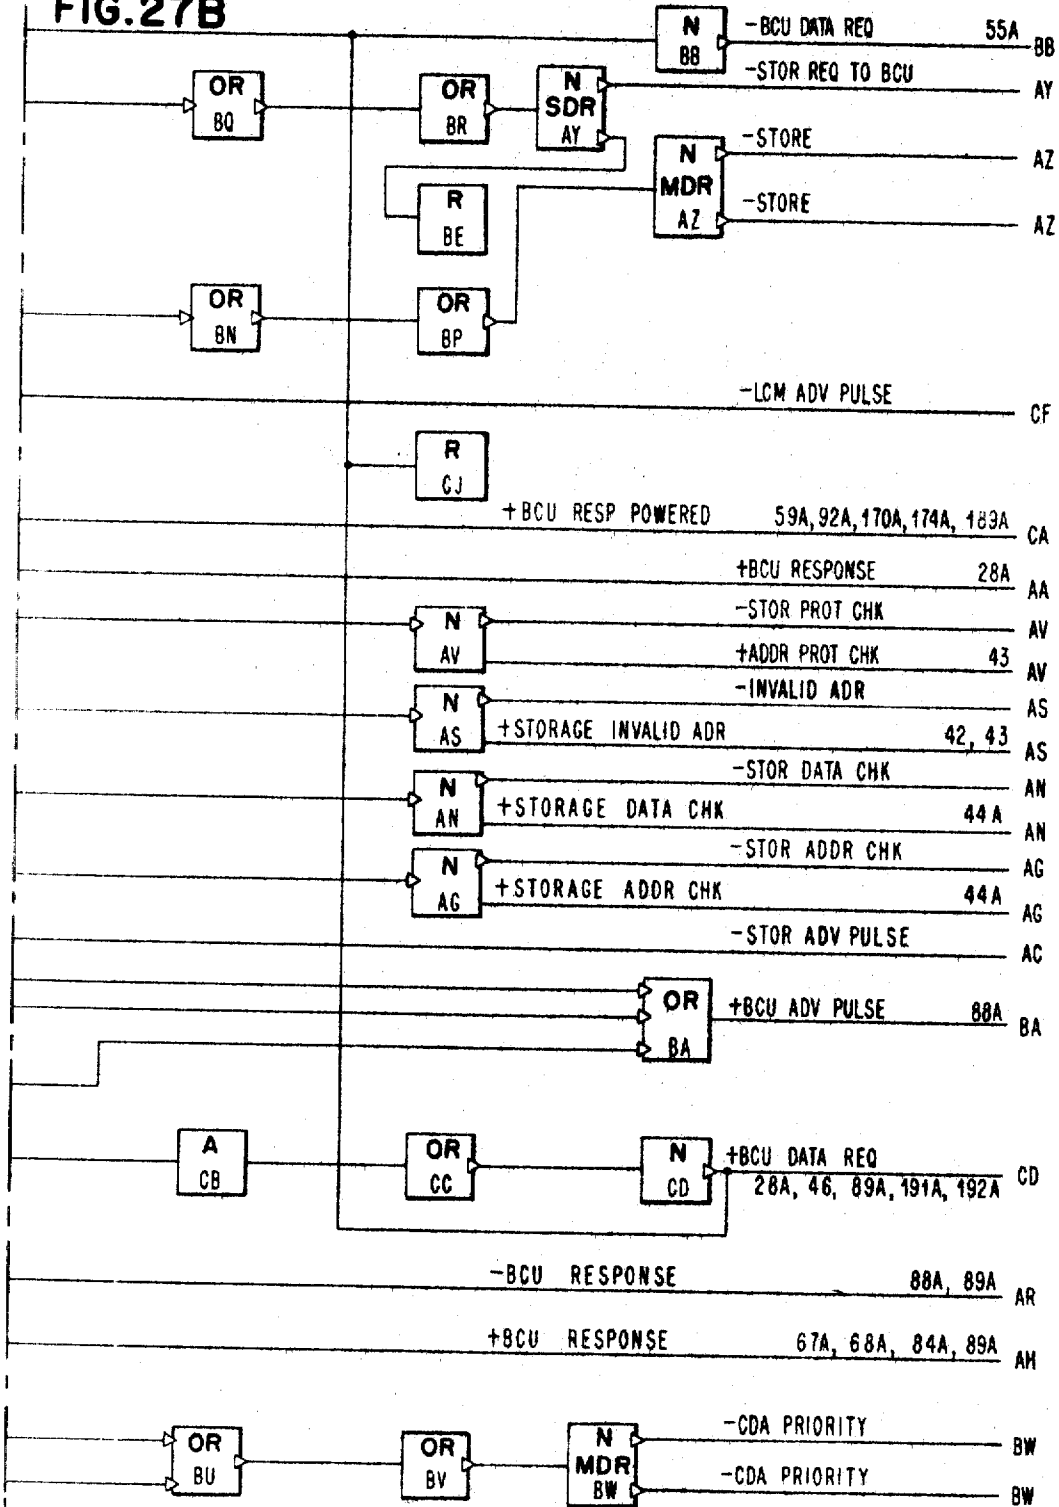 FIG.27B
N
BB
-BCU DATA REQ 55A BB
-STOR REQ TO BCU AY
OR
BQ
OR
BR
N
SDR
AY
N
MDR
AZ
-STORE AZ
-STORE AZ
R
BE
OR
BN
OR
BP
-LCM ADV PULSE CF
R
CJ
+BCU RESP POWERED 59A, 92A, 170A, 174A, 189A CA
+BCU RESPONSE 28A AA
N
AV
-STOR PROT CHK AV
+ADDR PROT CHK 43 AV
N
AS
-INVALID ADR AS
+STORAGE INVALID ADR 42, 43 AS
N
AN
-STOR DATA CHK AN
+STORAGE DATA CHK 44A AN
N
AG
-STOR ADDR CHK AG
+STORAGE ADDR CHK 44A AG
-STOR ADV PULSE AC
OR
BA
+BCU ADV PULSE 88A BA
A
CB
OR
CC
N
CD
+BCU DATA REQ CD
28A, 46, 89A, 191A, 192A
-BCU RESPONSE 88A, 89A AR
+BCU RESPONSE 67A, 68A, 84A, 89A AH
OR
BU
OR
BV
N
MDR
BW
-CDA PRIORITY BW
-CDA PRIORITY BW